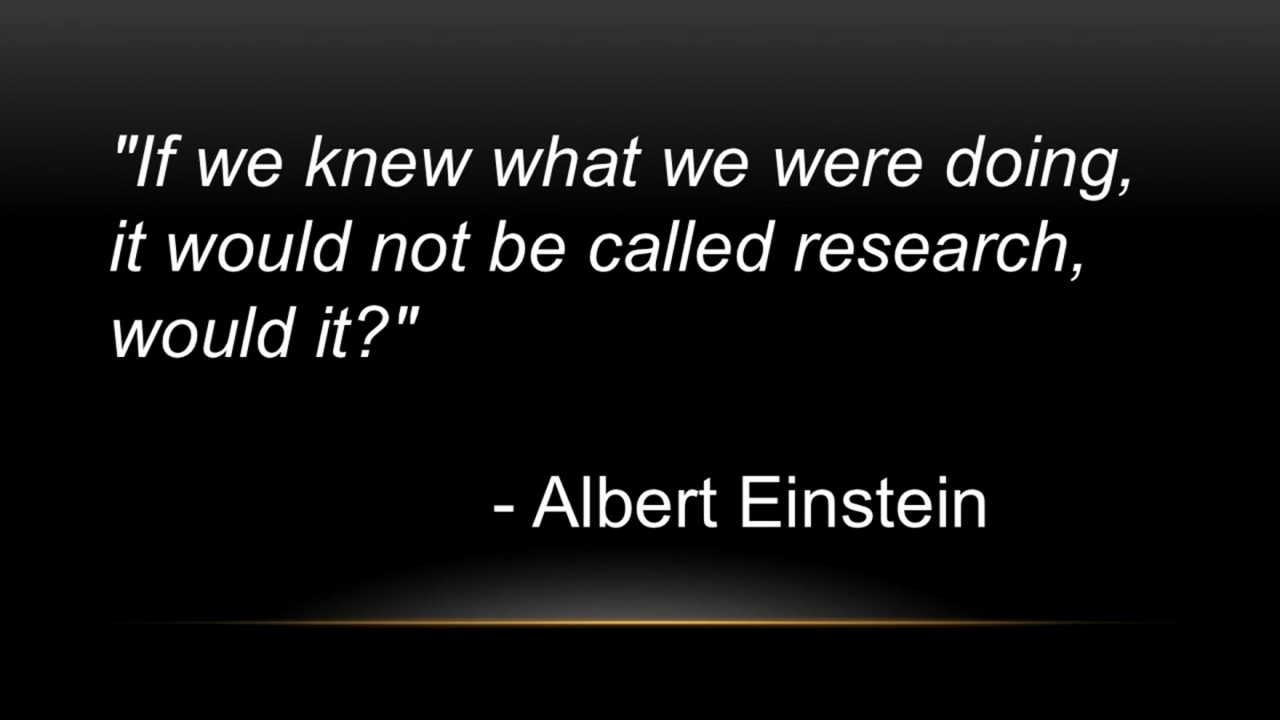 "If we knew what we were doing,
it would not be called research,
would it?"
- Albert Einstein